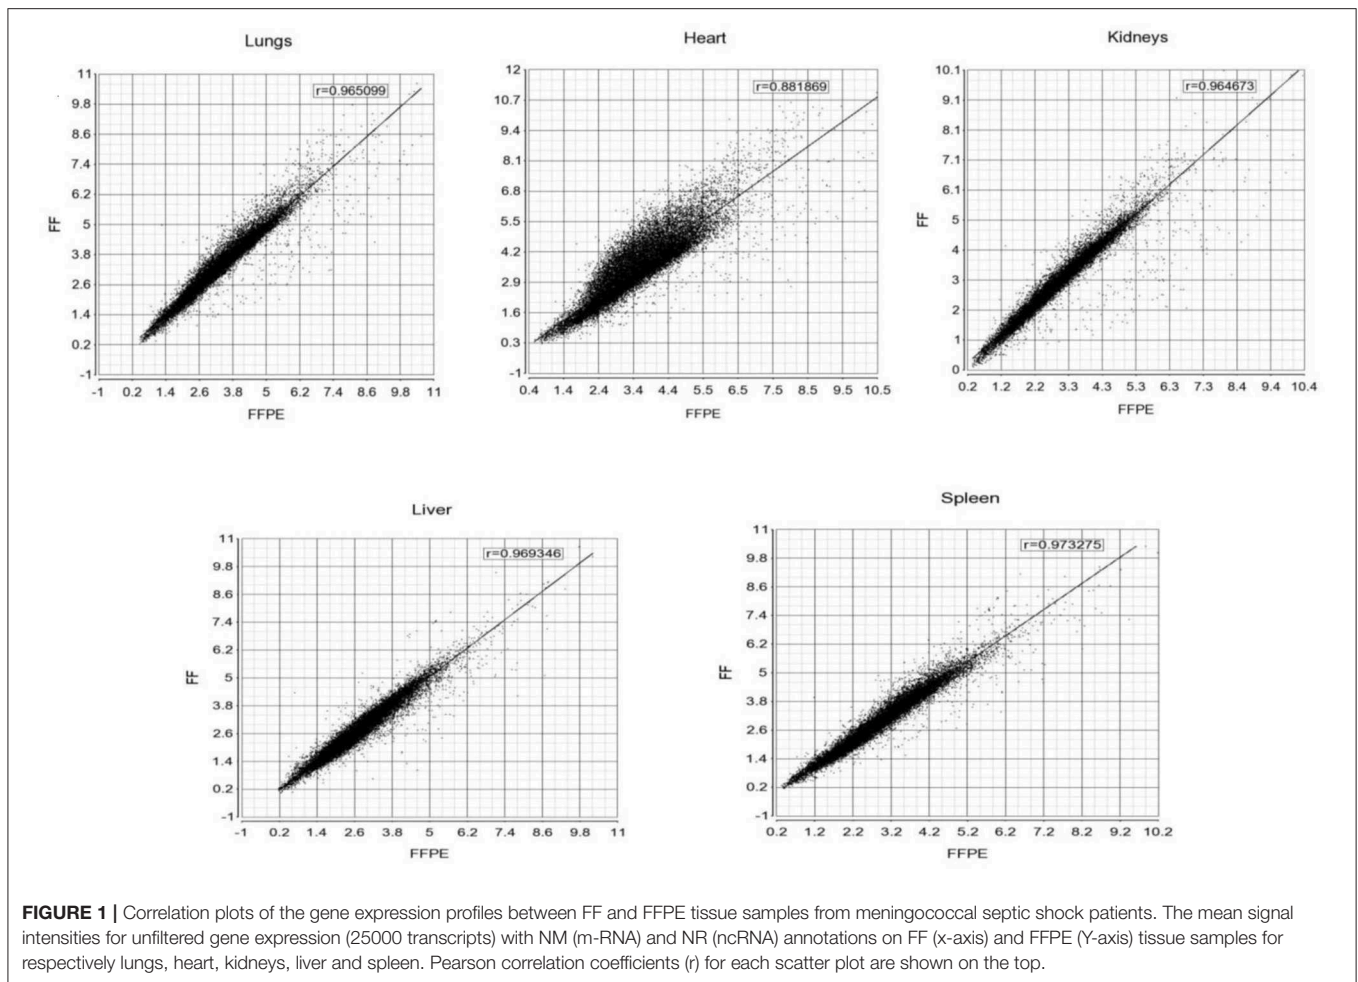 Lungs
r=0.965099
11
9.8
8.6
7.4
6.2
5
3.8
2.6
1.4
0.2
-1
FF
-1 0.2 1.4 2.6 3.8 5 6.2 7.4 8.6 9.8 11
FFPE
Heart
r=0.881869
12
10.7
9.4
8.1
6.8
5.5
4.2
2.9
1.6
0.3
-1
0.4 1.4 2.4 3.4 4.4 5.5 6.5 7.5 8.5 9.5 10.5
FFPE
Kidneys
r=0.964673
10.1
9.1
8.1
7.1
6.1
5
4
3
2
1
0
FF
0.2 1.2 2.2 3.3 4.3 5.3 6.3 7.3 8.4 9.4 10.4
FFPE
Liver
r=0.969346
11
9.8
8.6
7.4
6.2
5
3.8
2.6
1.4
0.2
-1
FF
-1 0.2 1.4 2.6 3.8 5 6.2 7.4 8.6 9.8 11
FFPE
Spleen
r=0.973275
11
9.8
8.6
7.4
6.2
5
3.8
2.6
1.4
0.2
-1
FF
0.2 1.2 2.2 3.2 4.2 5.2 6.2 7.2 8.2 9.2 10.2
FFPE
FIGURE 1 | Correlation plots of the gene expression profiles between FF and FFPE tissue samples from meningococcal septic shock patients. The mean signal
intensities for unfiltered gene expression (25000 transcripts) with NM (m-RNA) and NR (ncRNA) annotations on FF (x-axis) and FFPE (Y-axis) tissue samples for
respectively lungs, heart, kidneys, liver and spleen. Pearson correlation coefficients (r) for each scatter plot are shown on the top.